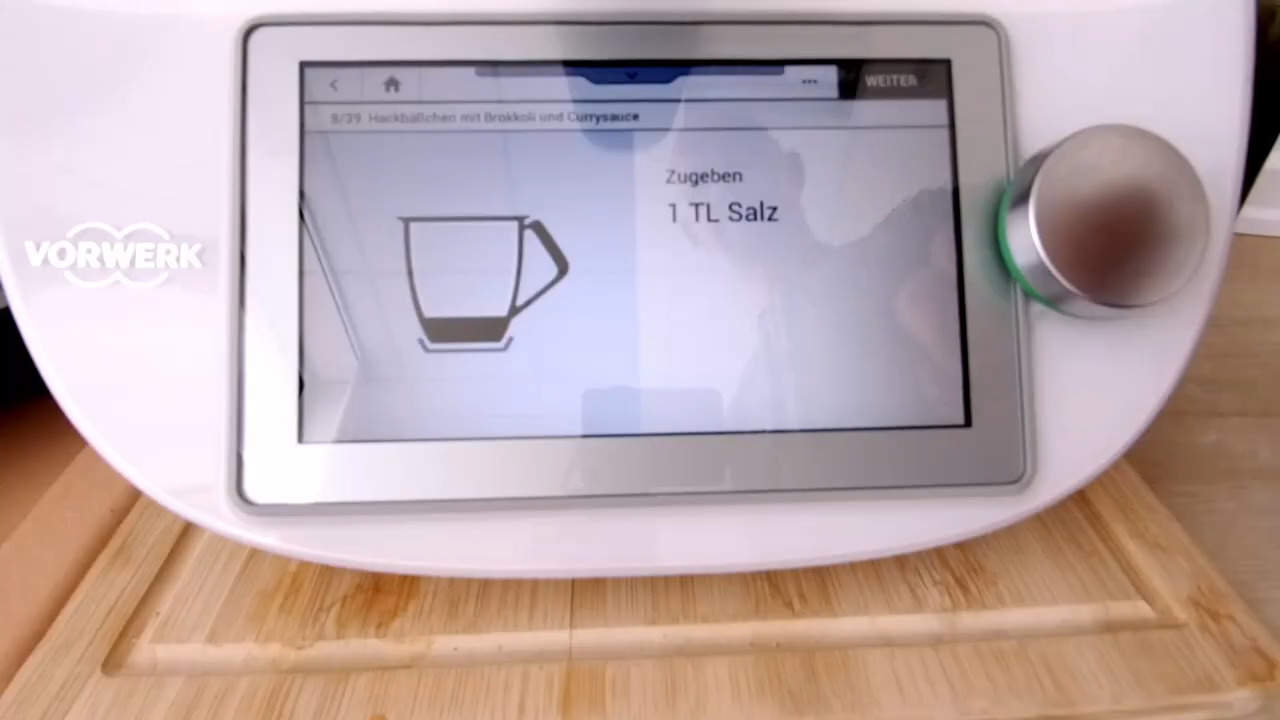 WEITER
8/39 Hackbällchen mit Brokkoli und Currysauce
Zugeben
1 TL Salz
VORWERK